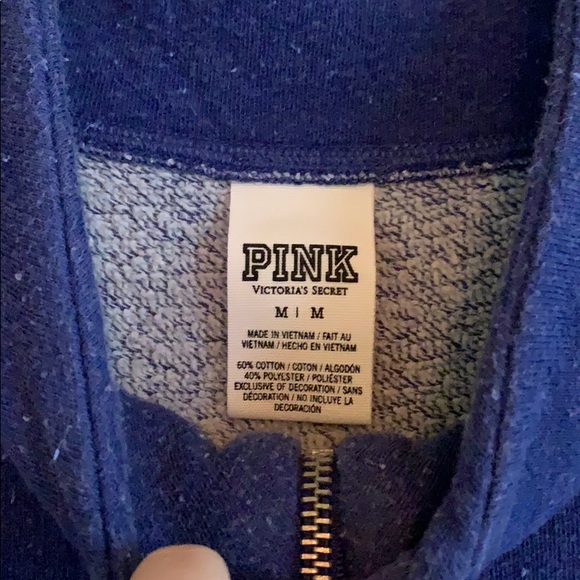 PINK
VICTORIA'S SECRET
M | M
MADE IN VIETNAM / FAIT AU
VIETNAM / HECHO EN VIETNAM
60% COTTON / COTON / ALGODÓN
40% POLYESTER / POLIÉSTER
EXCLUSIVE OF DECORATION / SANS
DÉCORATION / NO INCLUYE LA
DECORACIÓN